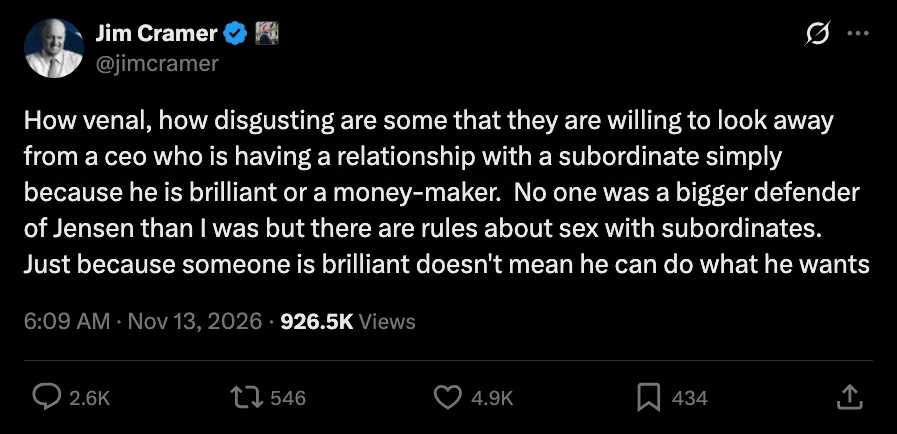 Jim Cramer
@jimcramer
How venal, how disgusting are some that they are willing to look away
from a ceo who is having a relationship with a subordinate simply
because he is brilliant or a money-maker.  No one was a bigger defender
of Jensen than I was but there are rules about sex with subordinates.
Just because someone is brilliant doesn't mean he can do what he wants
6:09 AM · Nov 13, 2026 · 926.5K Views
2.6K 546 4.9K 434